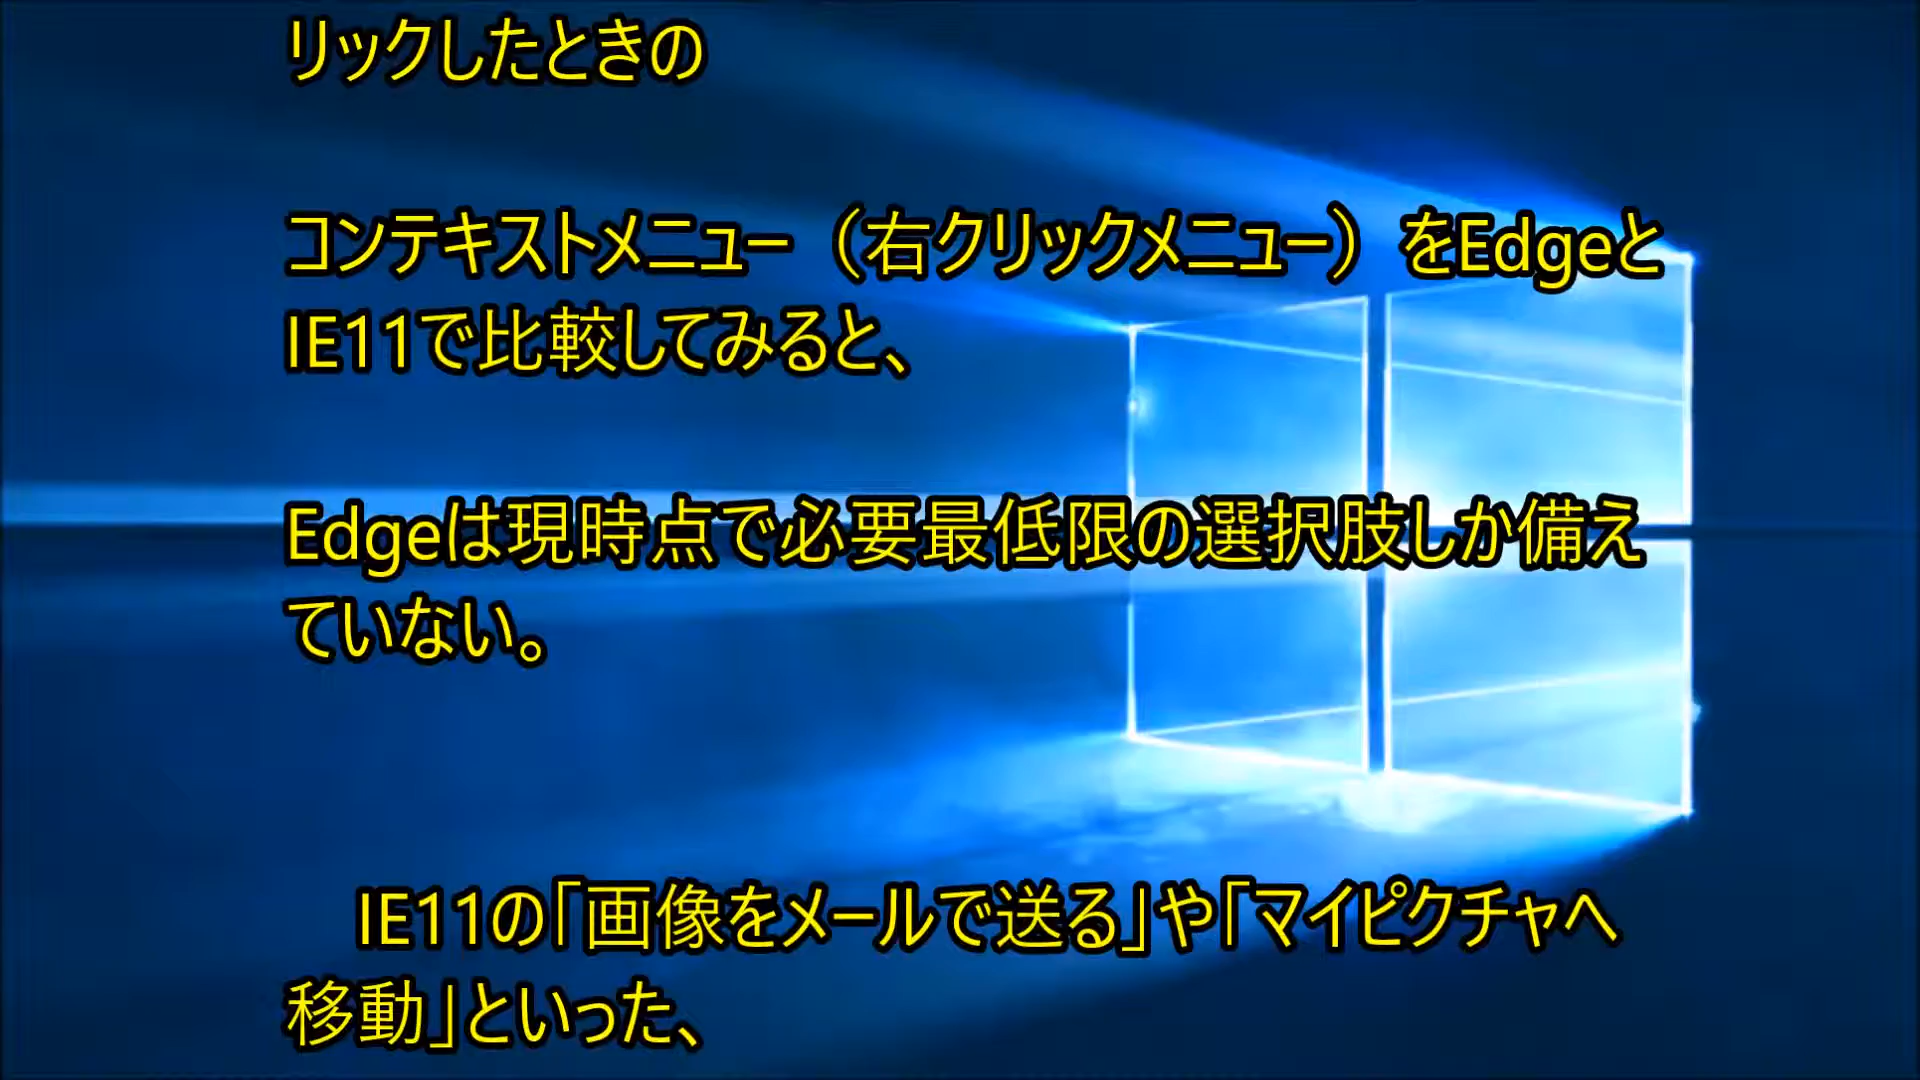 リックしたときの
コンテキストメニュー（右クリックメニュー）をEdgeと
IE11で比較してみると、
Edgeは現時点で必要最低限の選択肢しか備え
ていない。
　IE11の「画像をメールで送る」や「マイピクチャへ
移動」といった、